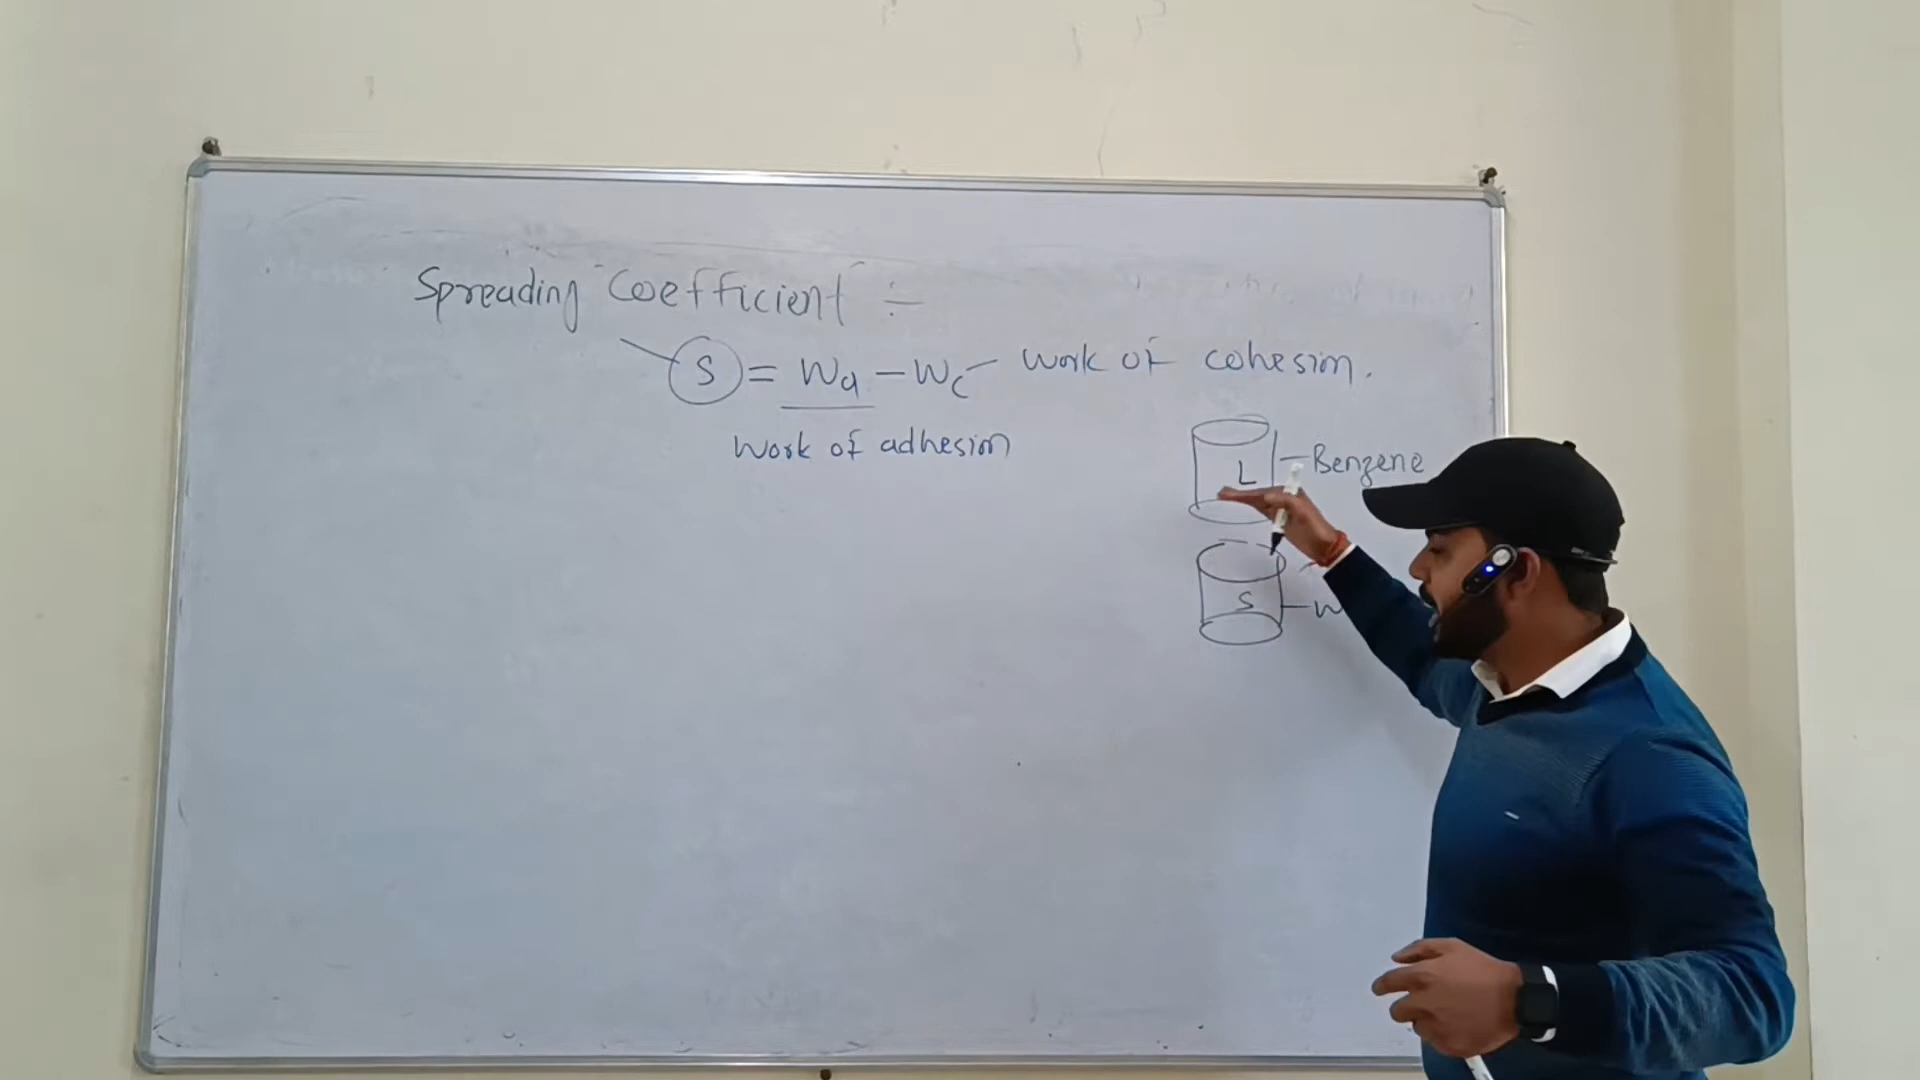 Spreading "Coefficient" ÷
S = Wa - Wc - Work of cohesion.
Work of adhesion
L - Benzene
S - W